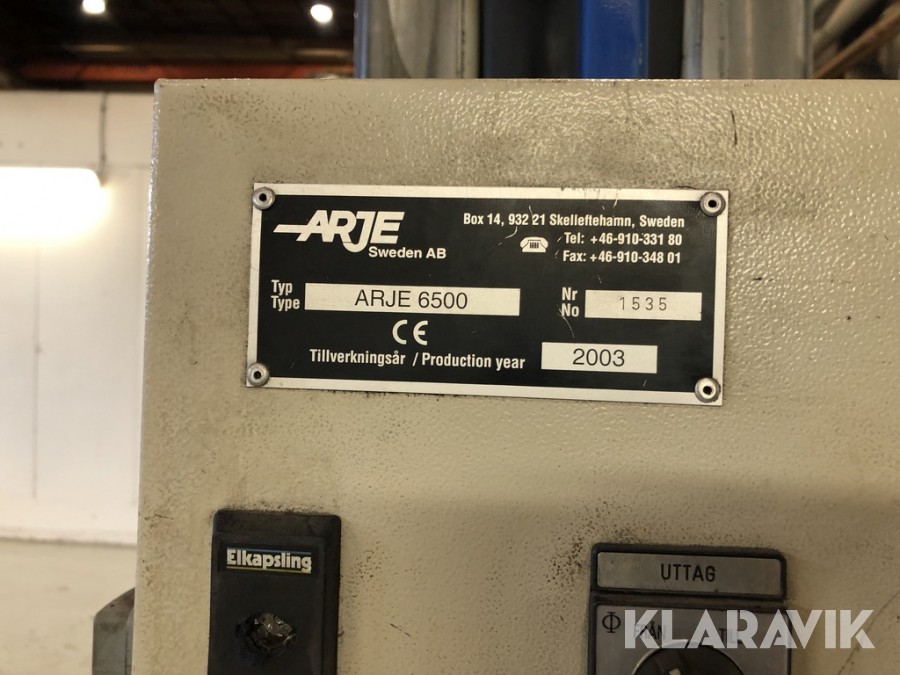 ARJE
Sweden AB
Box 14, 932 21 Skelleftehamn, Sweden
Tel: +46-910-331 80
Fax: +46-910-348 01
Typ
Type
ARJE 6500
Nr
No
1535
CE
Tillverkningsår / Production year
2003
Elkapsling
UTTAG
KLARAVIK